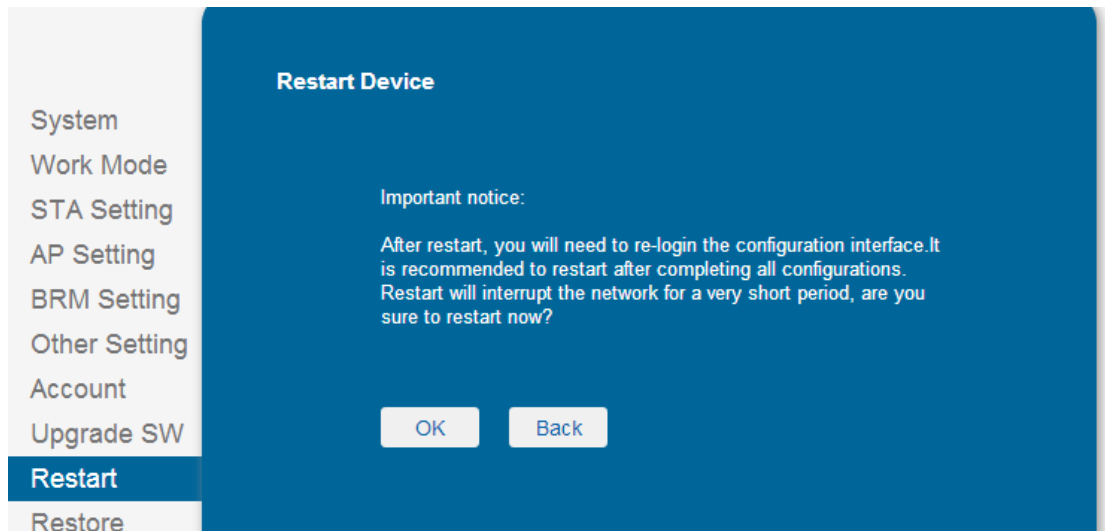 System
Work Mode
STA Setting
AP Setting
BRM Setting
Other Setting
Account
Upgrade SW
Restart
Restore
Restart Device
Important notice:
After restart, you will need to re-login the configuration interface.It
is recommended to restart after completing all configurations.
Restart will interrupt the network for a very short period, are you
sure to restart now?
OK
Back